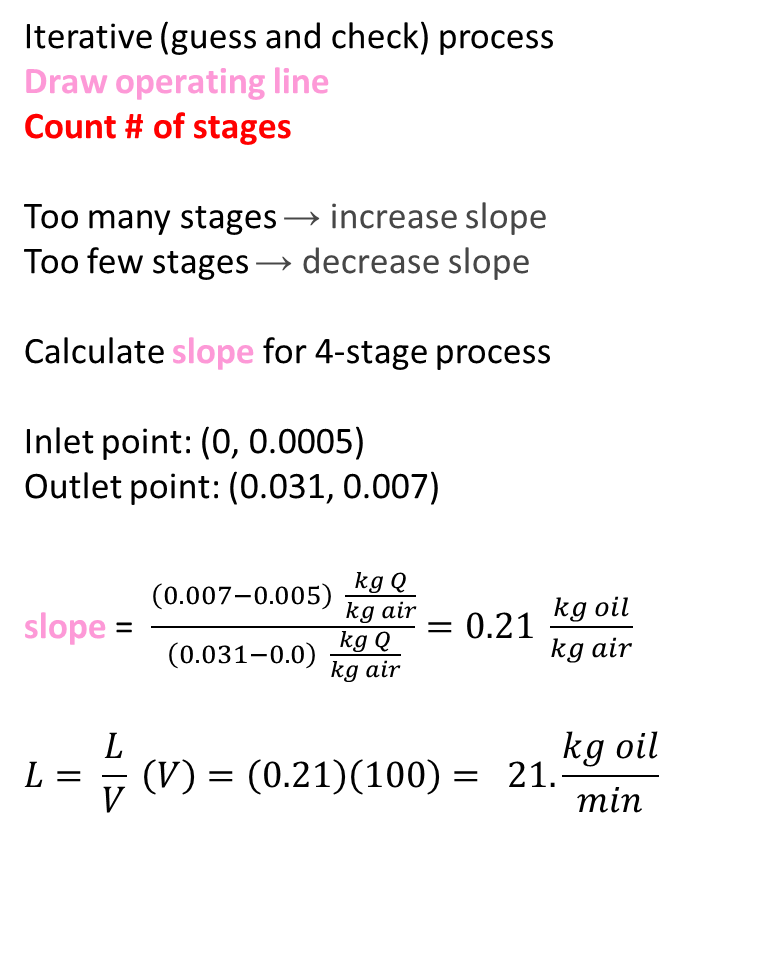 Iterative (guess and check) process
Draw operating line
Count # of stages
Too many stages → increase slope
Too few stages → decrease slope
Calculate slope for 4-stage process
Inlet point: (0, 0.0005)
Outlet point: (0.031, 0.007)
slope = \frac{(0.007−0.005) \frac{kg Q}{kg air}}{(0.031−0.0) \frac{kg Q}{kg air}} = 0.21 \frac{kg oil}{kg air}
L = \frac{L}{V} (V) = (0.21)(100) = 21. \frac{kg oil}{min}